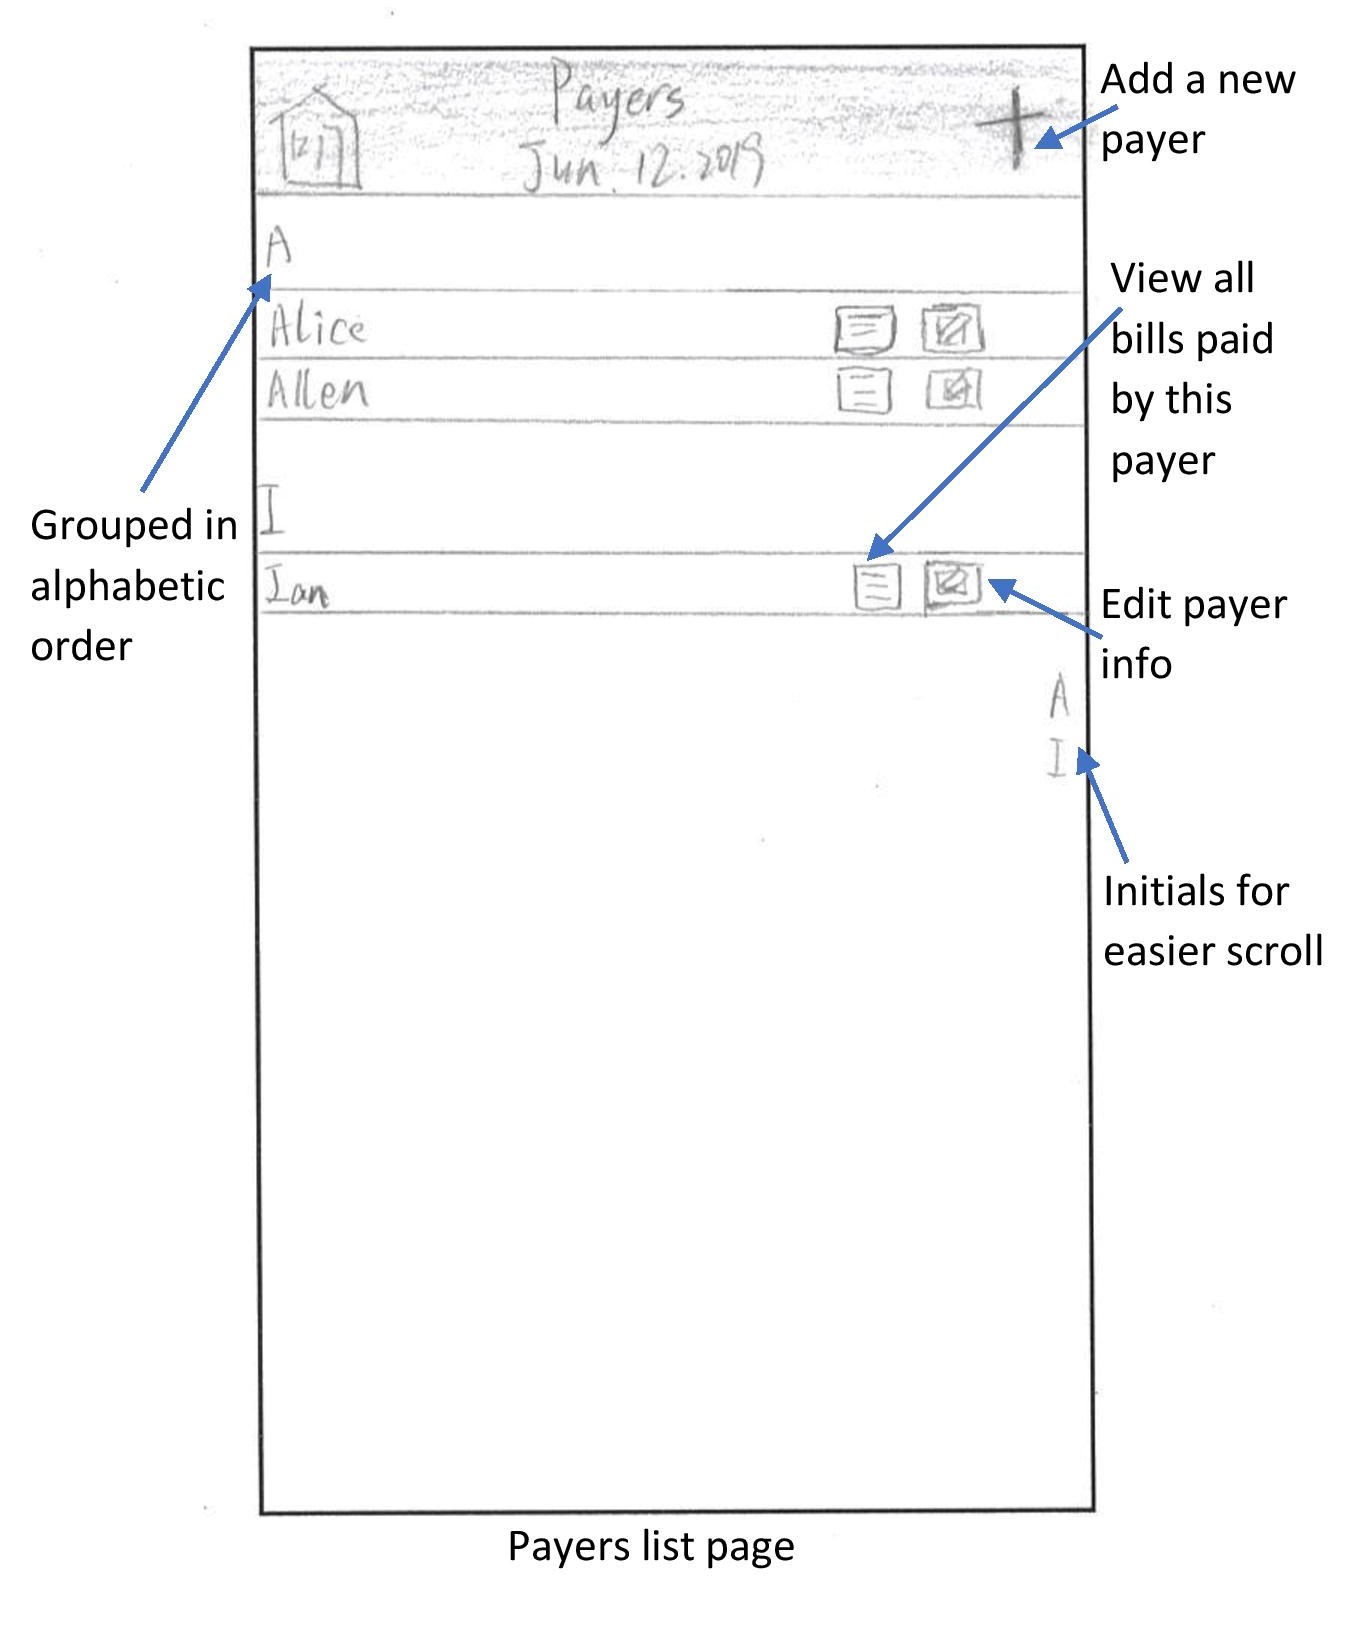 Payers
Jun. 12. 2019
Add a new
payer
A
View all
bills paid
by this
payer
Alice
Allen
Grouped in
alphabetic
order
I
Ian
Edit payer
info
A
I
Initials for
easier scroll
Payers list page